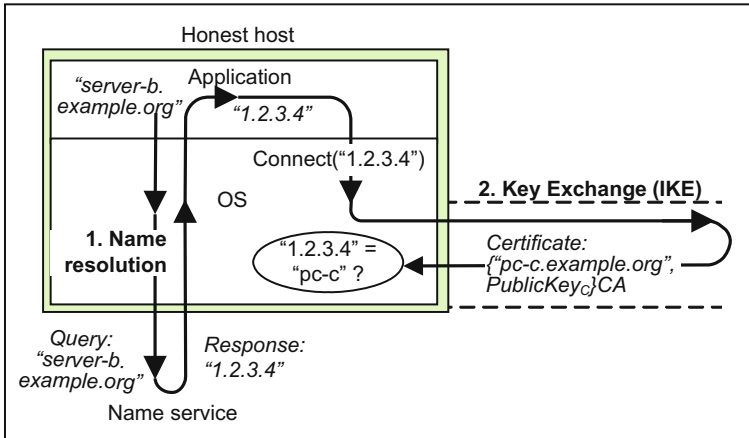 Honest host
Application
“server-b.
example.org”
“1.2.3.4”
Connect(“1.2.3.4”)
OS
2. Key Exchange (IKE)
1. Name
resolution
“1.2.3.4” =
“pc-c” ?
Certificate:
{“pc-c.example.org”,
PublicKeyC}CA
Query:
“server-b.
example.org”
Response:
“1.2.3.4”
Name service